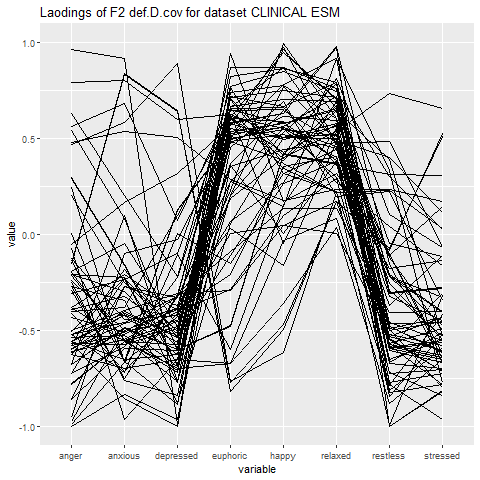 Laodings of F2 def.D.cov for dataset CLINICAL ESM
1.0
0.5
0.0
-0.5
-1.0
value
anger anxious depressed euphoric happy relaxed restless stressed
variable